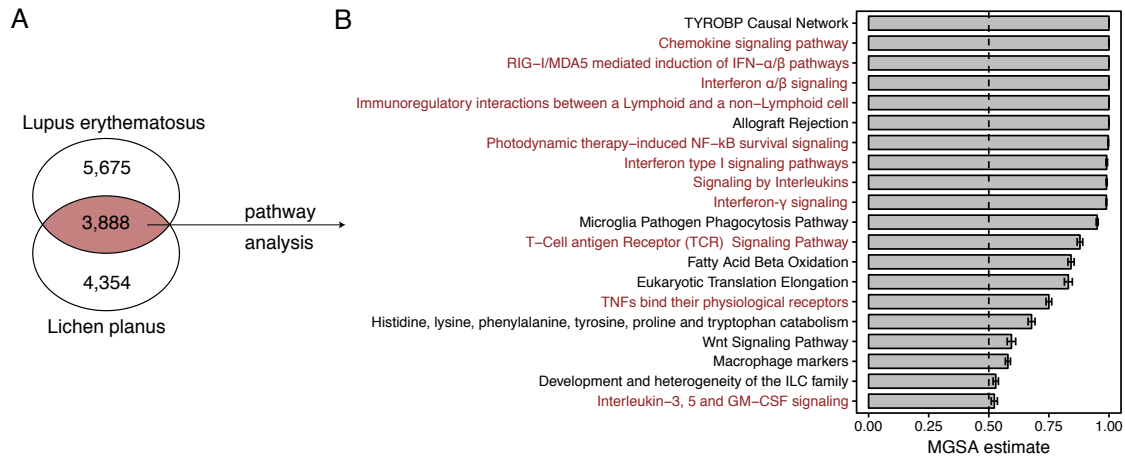 A
B
Lupus erythematosus
5,675
3,888
4,354
Lichen planus
pathway
analysis
TYROBP Causal Network
Chemokine signaling pathway
RIG−I/MDA5 mediated induction of IFN−α/β pathways
Interferon α/β signaling
Immunoregulatory interactions between a Lymphoid and a non−Lymphoid cell
Allograft Rejection
Photodynamic therapy−induced NF−kB survival signaling
Interferon type I signaling pathways
Signaling by Interleukins
Interferon-γ signaling
Microglia Pathogen Phagocytosis Pathway
T−Cell antigen Receptor (TCR) Signaling Pathway
Fatty Acid Beta Oxidation
Eukaryotic Translation Elongation
TNFs bind their physiological receptors
Histidine, lysine, phenylalanine, tyrosine, proline and tryptophan catabolism
Wnt Signaling Pathway
Macrophage markers
Development and heterogeneity of the ILC family
Interleukin−3, 5 and GM−CSF signaling
0.00 0.25 0.50 0.75 1.00
MGSA estimate